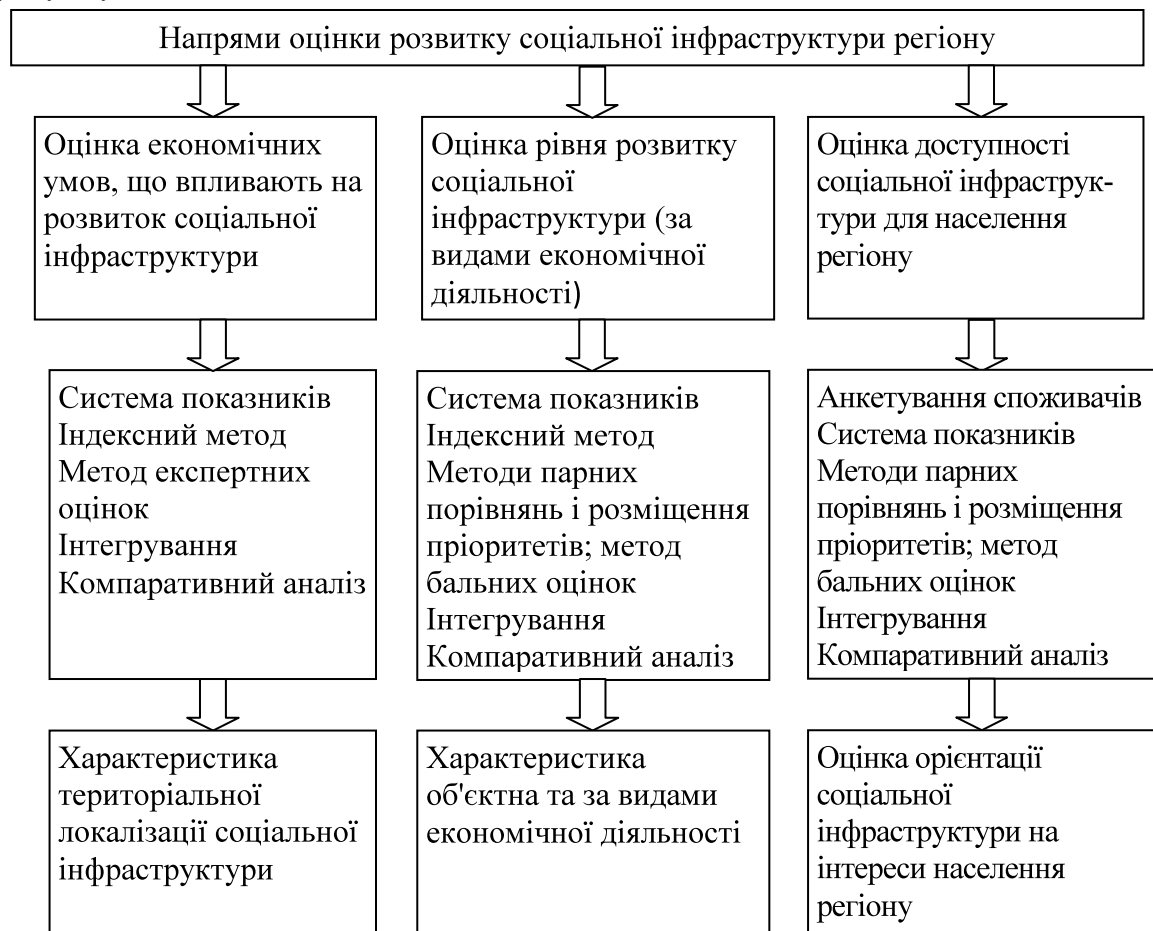 Напрями оцінки розвитку соціальної інфраструктури регіону
Оцінка економічних
умов, що впливають на
розвиток соціальної
інфраструктури
Оцінка рівня розвитку
соціальної
інфраструктури (за
видами економічної
діяльності)
Оцінка доступності
соціальної інфраструк-
тури для населення
регіону
Система показників
Індексний метод
Метод експертних
оцінок
Інтегрування
Компаративний аналіз
Система показників
Індексний метод
Методи парних
порівнянь і розміщення
пріоритетів; метод
бальних оцінок
Інтегрування
Компаративний аналіз
Анкетування споживачів
Система показників
Методи парних
порівнянь і розміщення
пріоритетів; метод
бальних оцінок
Інтегрування
Компаративний аналіз
Характеристика
територіальної
локалізації соціальної
інфраструктури
Характеристика
об'єктна та за видами
економічної діяльності
Оцінка орієнтації
соціальної
інфраструктури на
інтереси населення
регіону